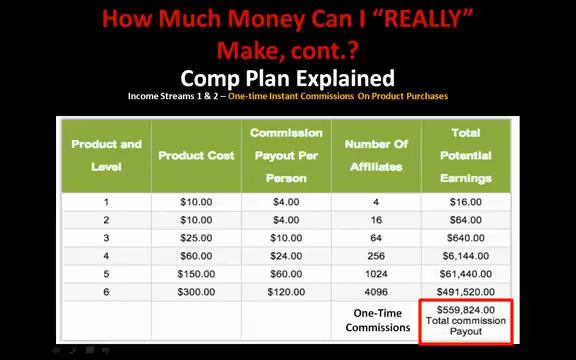 How Much Money Can I “REALLY”
Make, cont.?
Comp Plan Explained
Income Streams 1 & 2 – One-time Instant Commissions On Product Purchases
Product and Level Product Cost Commission Payout Per Person Number Of Affiliates Total Potential Earnings
1 $10.00 $4.00 4 $16.00
2 $10.00 $4.00 16 $64.00
3 $25.00 $10.00 64 $640.00
4 $60.00 $24.00 256 $6,144.00
5 $150.00 $60.00 1024 $61,440.00
6 $300.00 $120.00 4096 $491,520.00
One-Time
Commissions
$559,824.00
Total commission
Payout